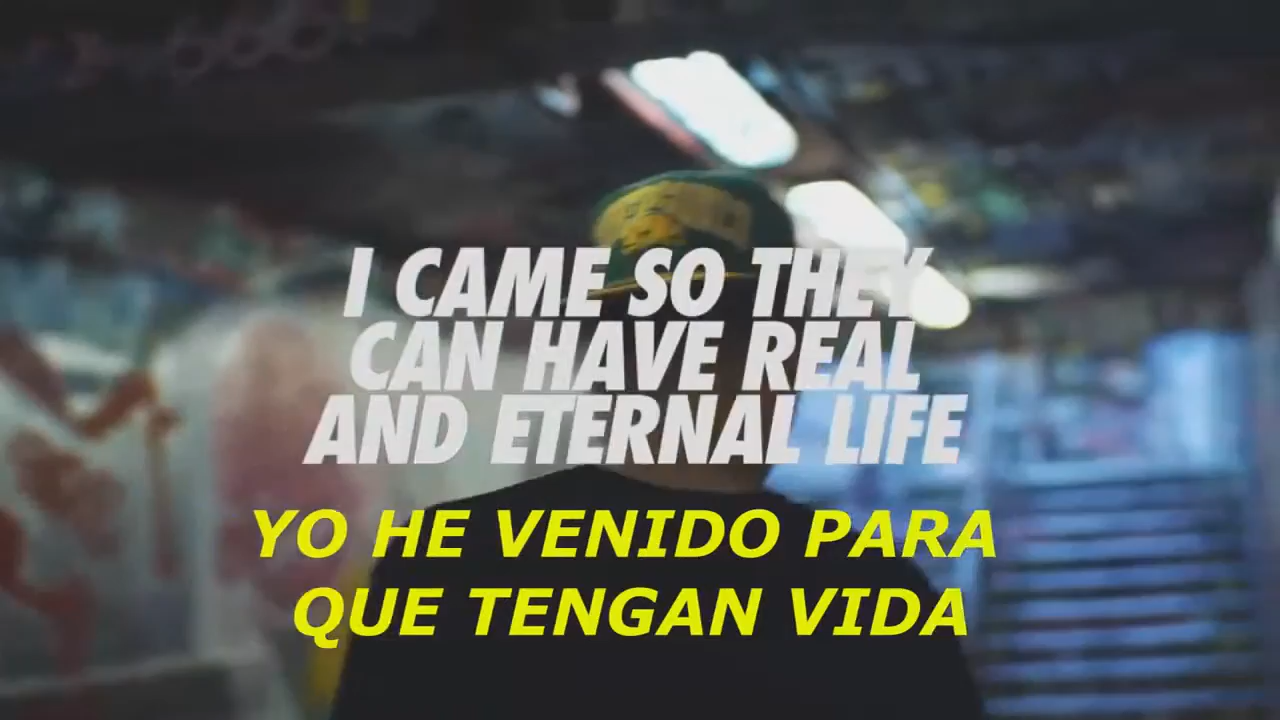 I CAME SO THEY
CAN HAVE REAL
AND ETERNAL LIFE
YO HE VENIDO PARA
QUE TENGAN VIDA